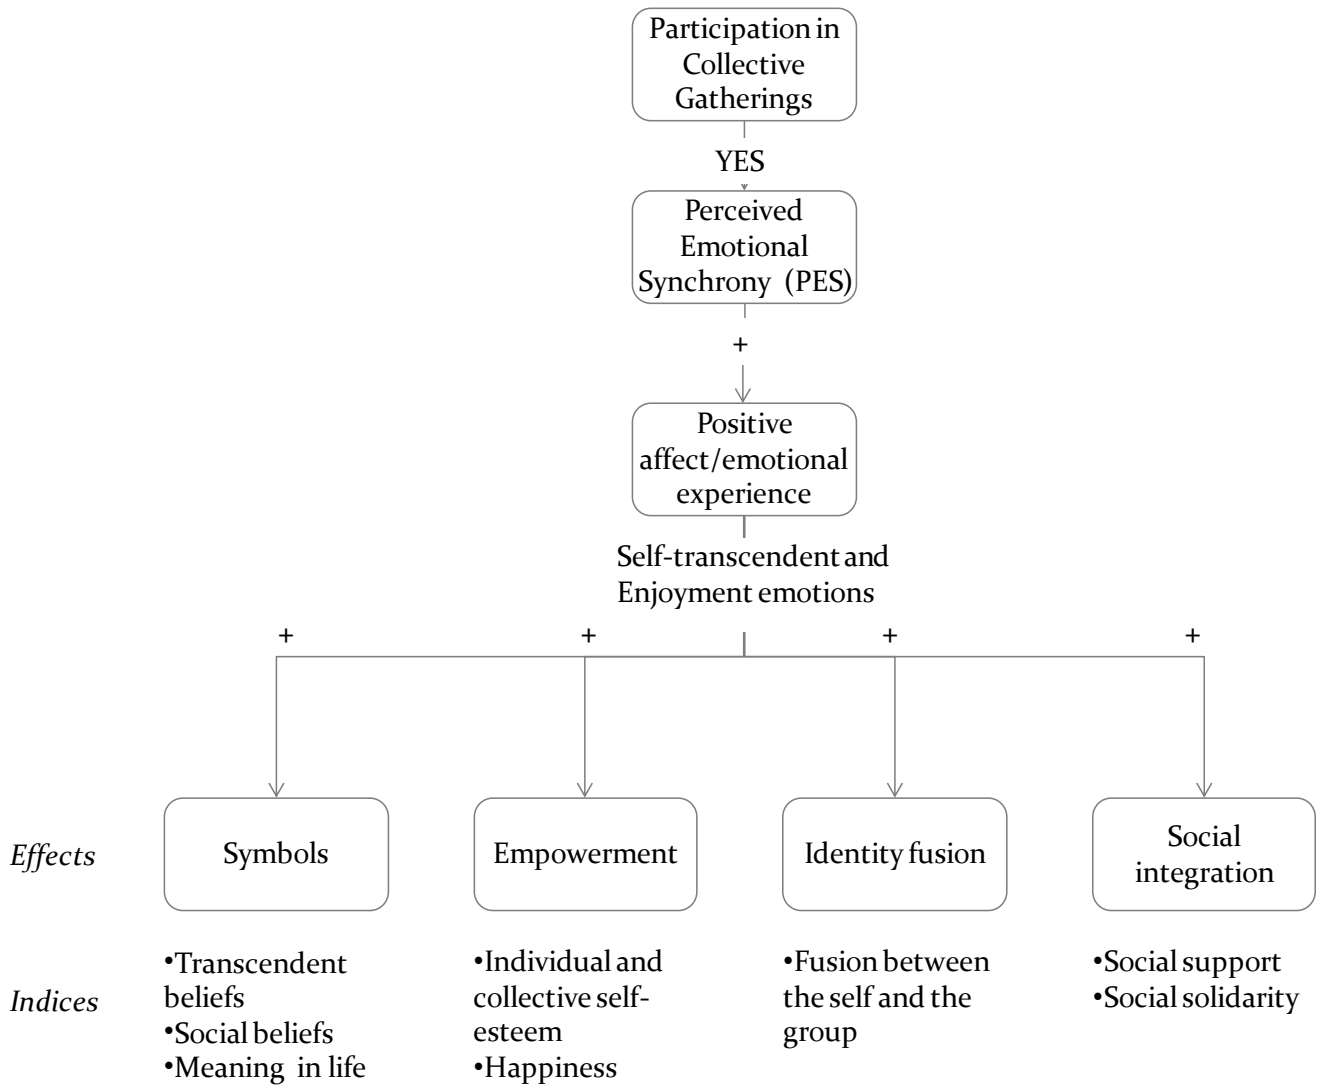 Participation in
Collective
Gatherings
YES
Perceived
Emotional
Synchrony (PES)
+
Positive
affect/emotional
experience
Self-transcendent and
Enjoyment emotions
+ + + +
Effects
Symbols
Empowerment
Identity fusion
Social
integration
Indices
•Transcendent
beliefs
•Social beliefs
•Meaning in life
•Individual and
collective self-
esteem
•Happiness
•Fusion between
the self and the
group
•Social support
•Social solidarity